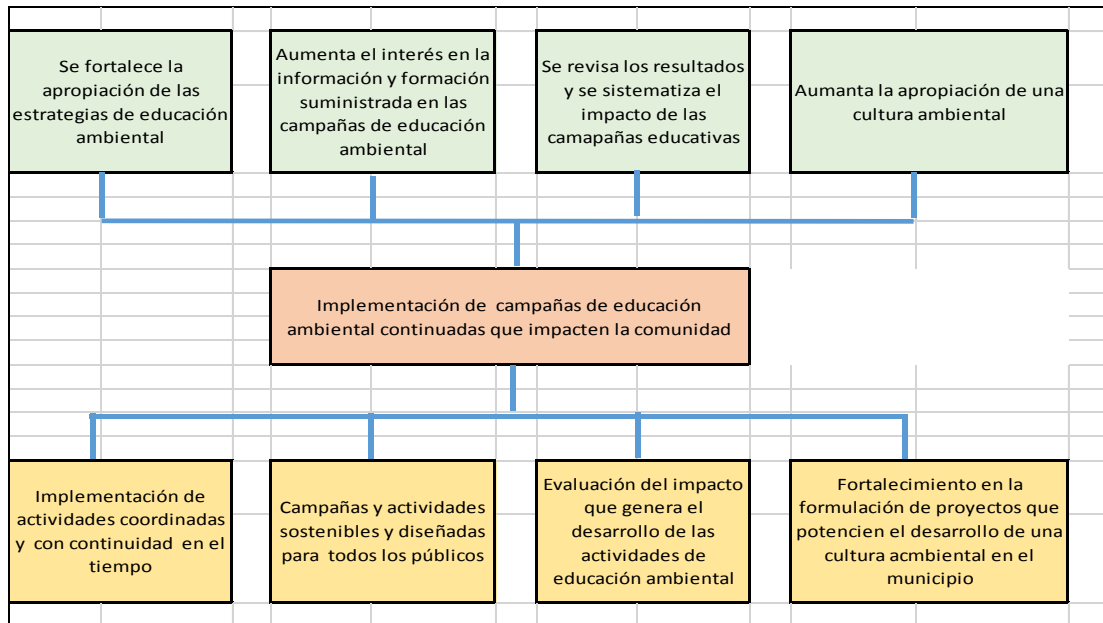 Se fortalece la
apropiación de las
estrategias de educación
ambiental
Aumenta el interés en la
información y formación
suministrada en las
campañas de educación
ambiental
Se revisa los resultados
y se sistematiza el
impacto de las
camapañas educativas
Aumanta la apropiación de una
cultura ambiental
Implementación de campañas de educación
ambiental continuadas que impacten la comunidad
Implementación de
actividades coordinadas
y con continuidad en el
tiempo
Campañas y actividades
sostenibles y diseñadas
para todos los públicos
Evaluación del impacto
que genera el
desarrollo de las
actividades de
educación ambiental
Fortalecimiento en la
formulación de proyectos que
potencien el desarrollo de una
cultura acmbiental en el
municipio